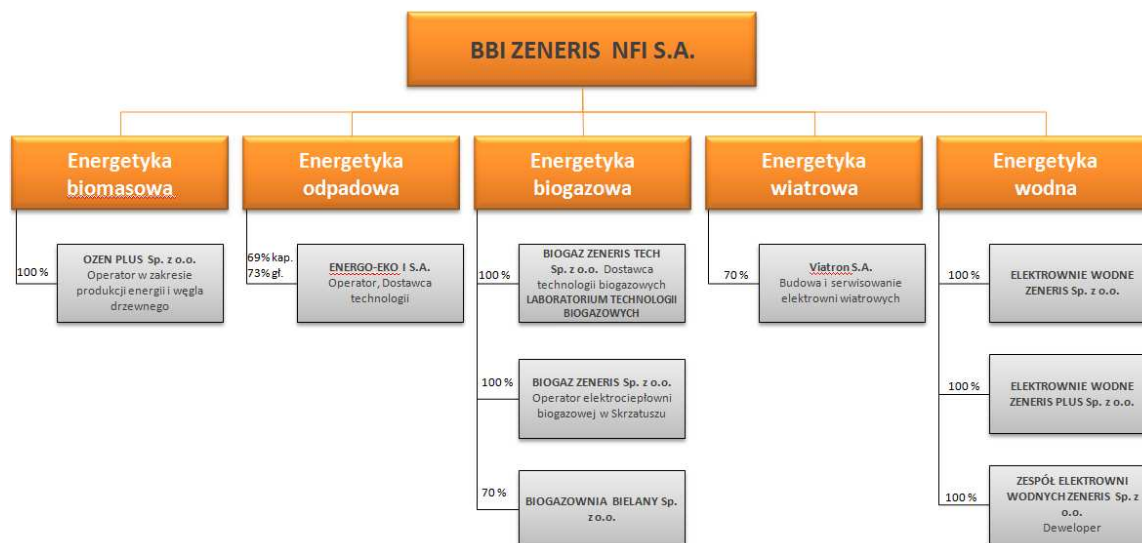 BBI ZENERIS NFI S.A.
Energetyka
biomasowa
Energetyka
odpadowa
Energetyka
biogazowa
Energetyka
wiatrowa
Energetyka
wodna
100 %
OZEN PLUS Sp. z o.o.
Operator w zakresie
produkcji energii i węgla
drzewnego
69% kap.
73% gł.
ENERGO-EKO I S.A.
Operator, Dostawca
technologii
100 %
BIOGAZ ZENERIS TECH
Sp. z o.o. Dostawca
technologii biogazowych
LABORATORIUM TECHNOLOGII
BIOGAZOWYCH
100 %
BIOGAZ ZENERIS Sp. z o.o.
Operator elektrociepłowni
biogazowej w Skrzatuszu
70 %
BIOGAZOWNIA BIELANY Sp.
z o.o.
70 %
Viatron S.A.
Budowa i serwisowanie
elektrowni wiatrowych
100 %
ELEKTROWNIE WODNE
ZENERIS Sp. z o.o.
100 %
ELEKTROWNIE WODNE
ZENERIS PLUS Sp. z o.o.
100 %
ZESPÓŁ ELEKTROWNI
WODNYCH ZENERIS Sp. z
o.o.
Deweloper